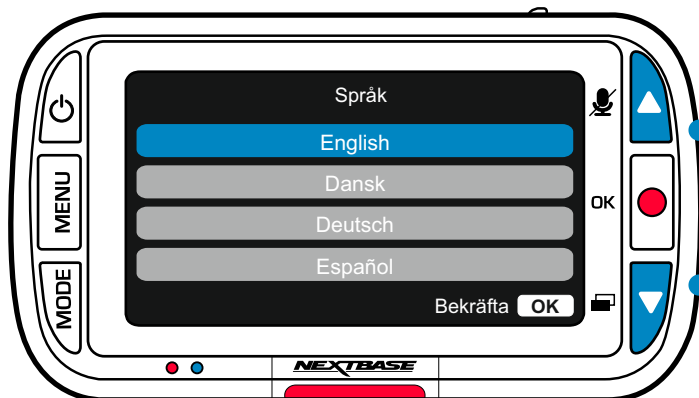 Språk
English
Dansk
MENU
OK
Deutsch
Español
MODE
Bekräfta OK
NEXTBASE